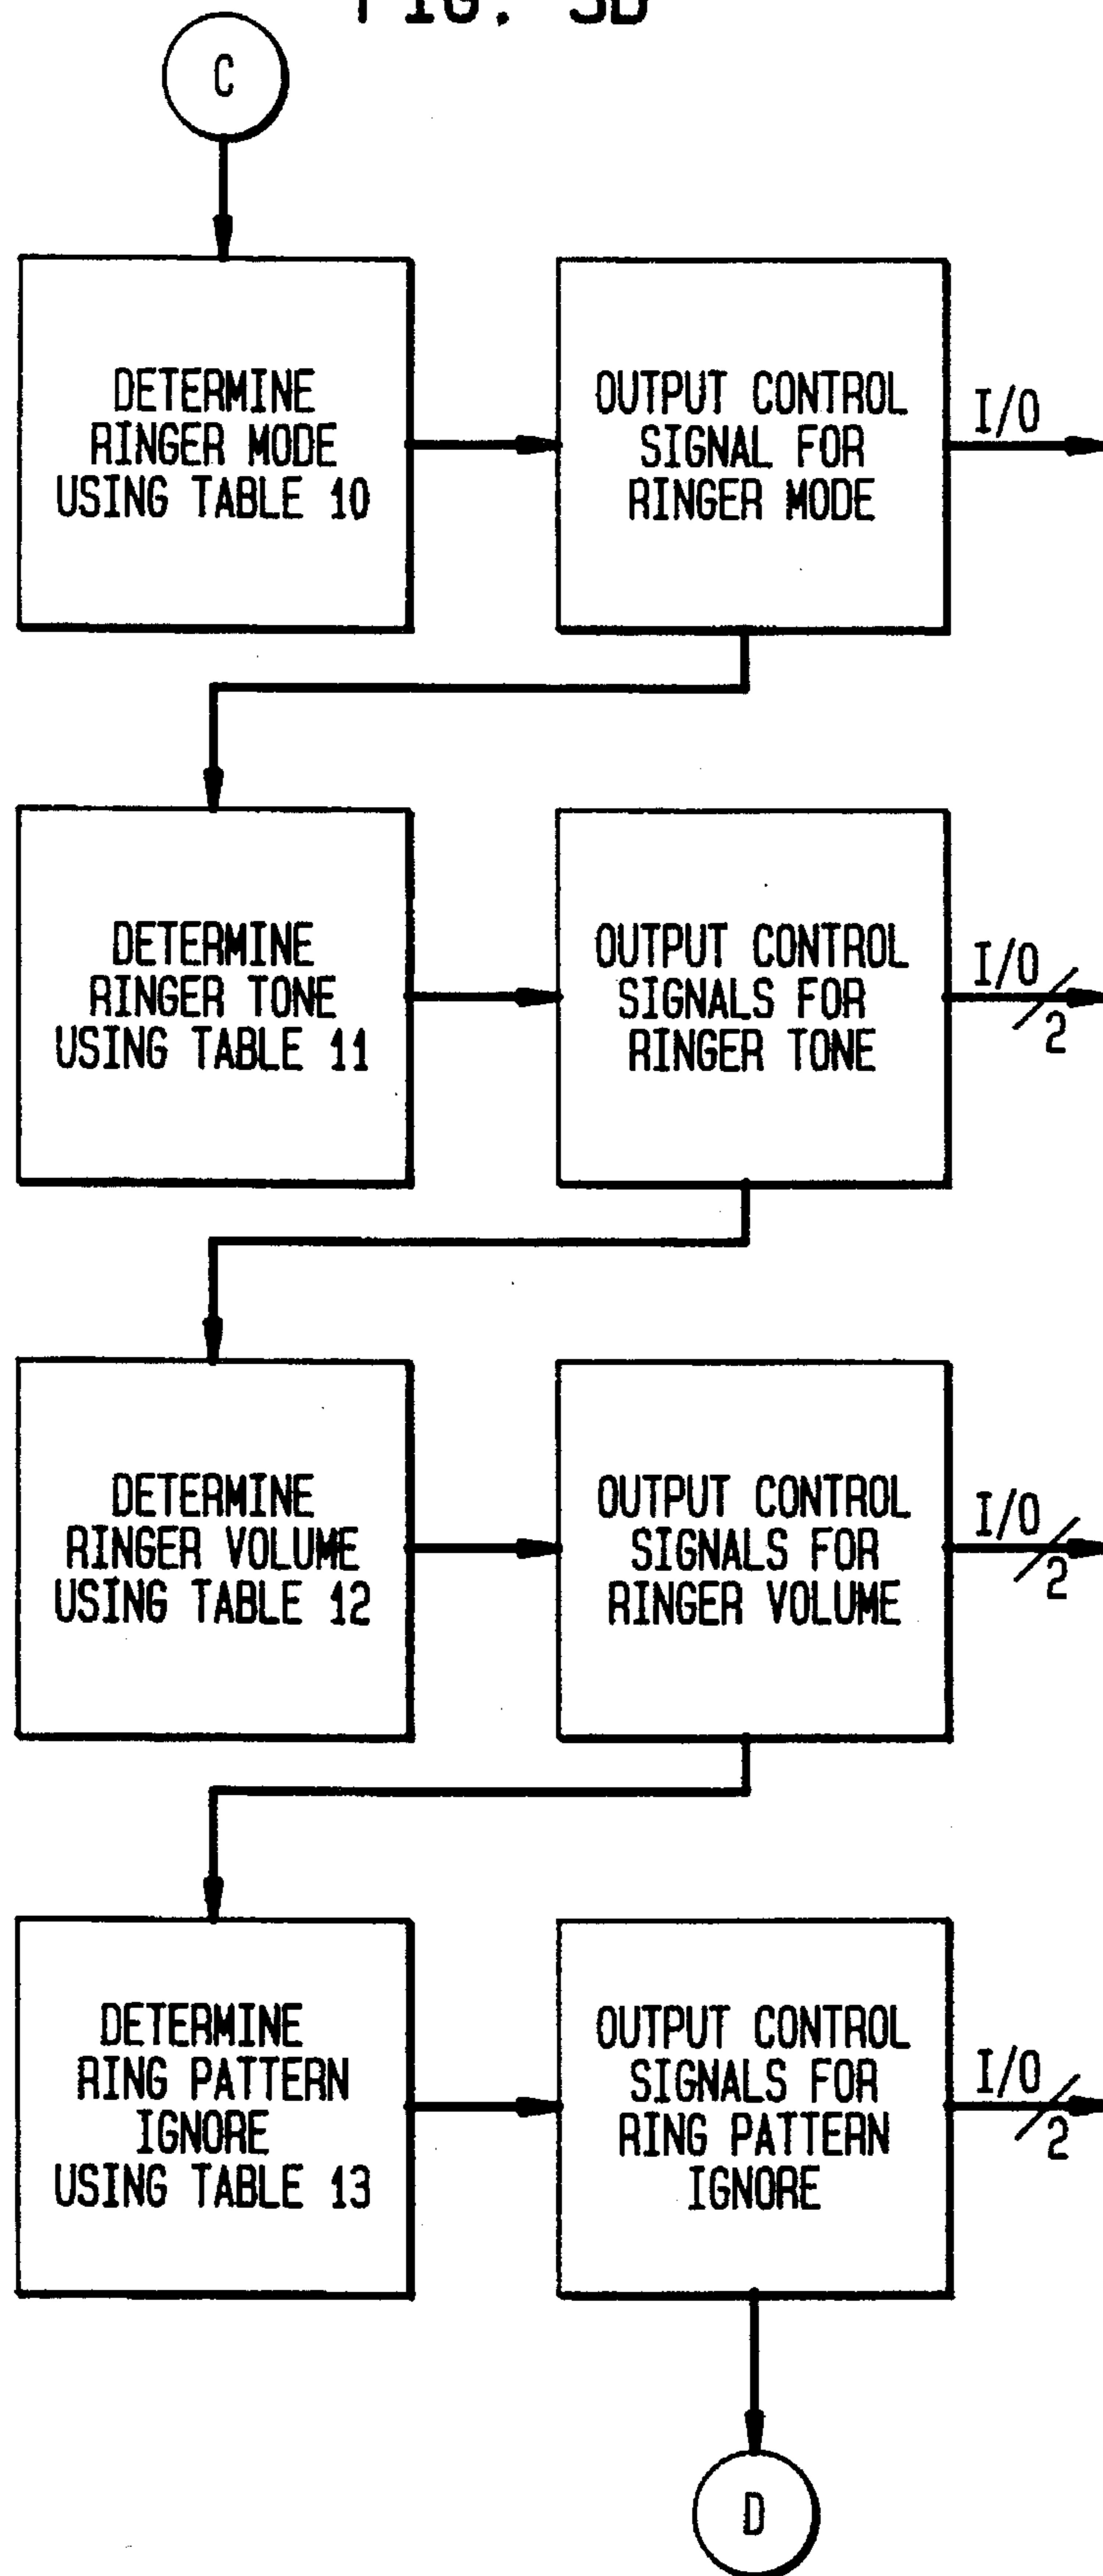 C
DETERMINE
RINGER MODE
USING TABLE 10
OUTPUT CONTROL
SIGNAL FOR
RINGER MODE
I/O
DETERMINE
RINGER TONE
USING TABLE 11
OUTPUT CONTROL
SIGNALS FOR
RINGER TONE
I/O
2
DETERMINE
RINGER VOLUME
USING TABLE 12
OUTPUT CONTROL
SIGNALS FOR
RINGER VOLUME
I/O
2
DETERMINE
RING PATTERN
IGNORE
USING TABLE 13
OUTPUT CONTROL
SIGNALS FOR
RING PATTERN
IGNORE
I/O
2
D